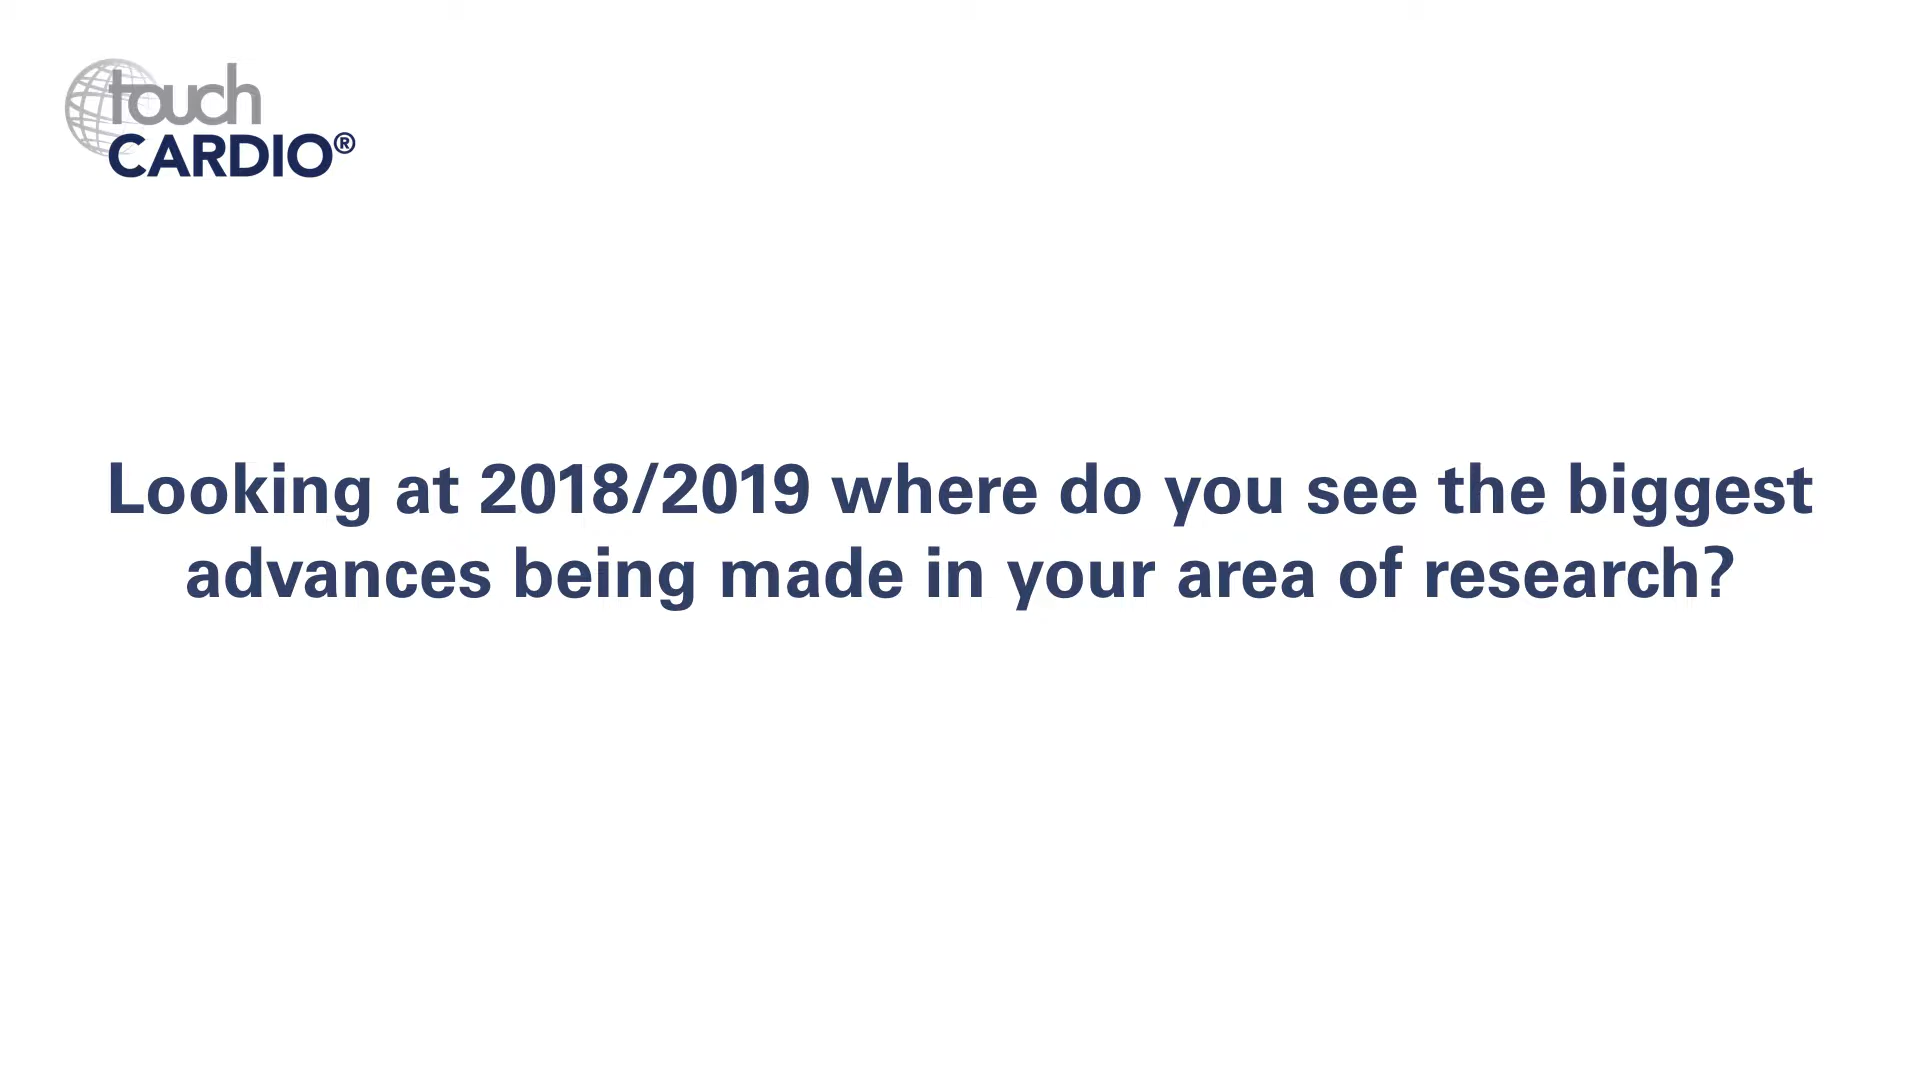 touch
CARDIO®
Looking at 2018/2019 where do you see the biggest
advances being made in your area of research?